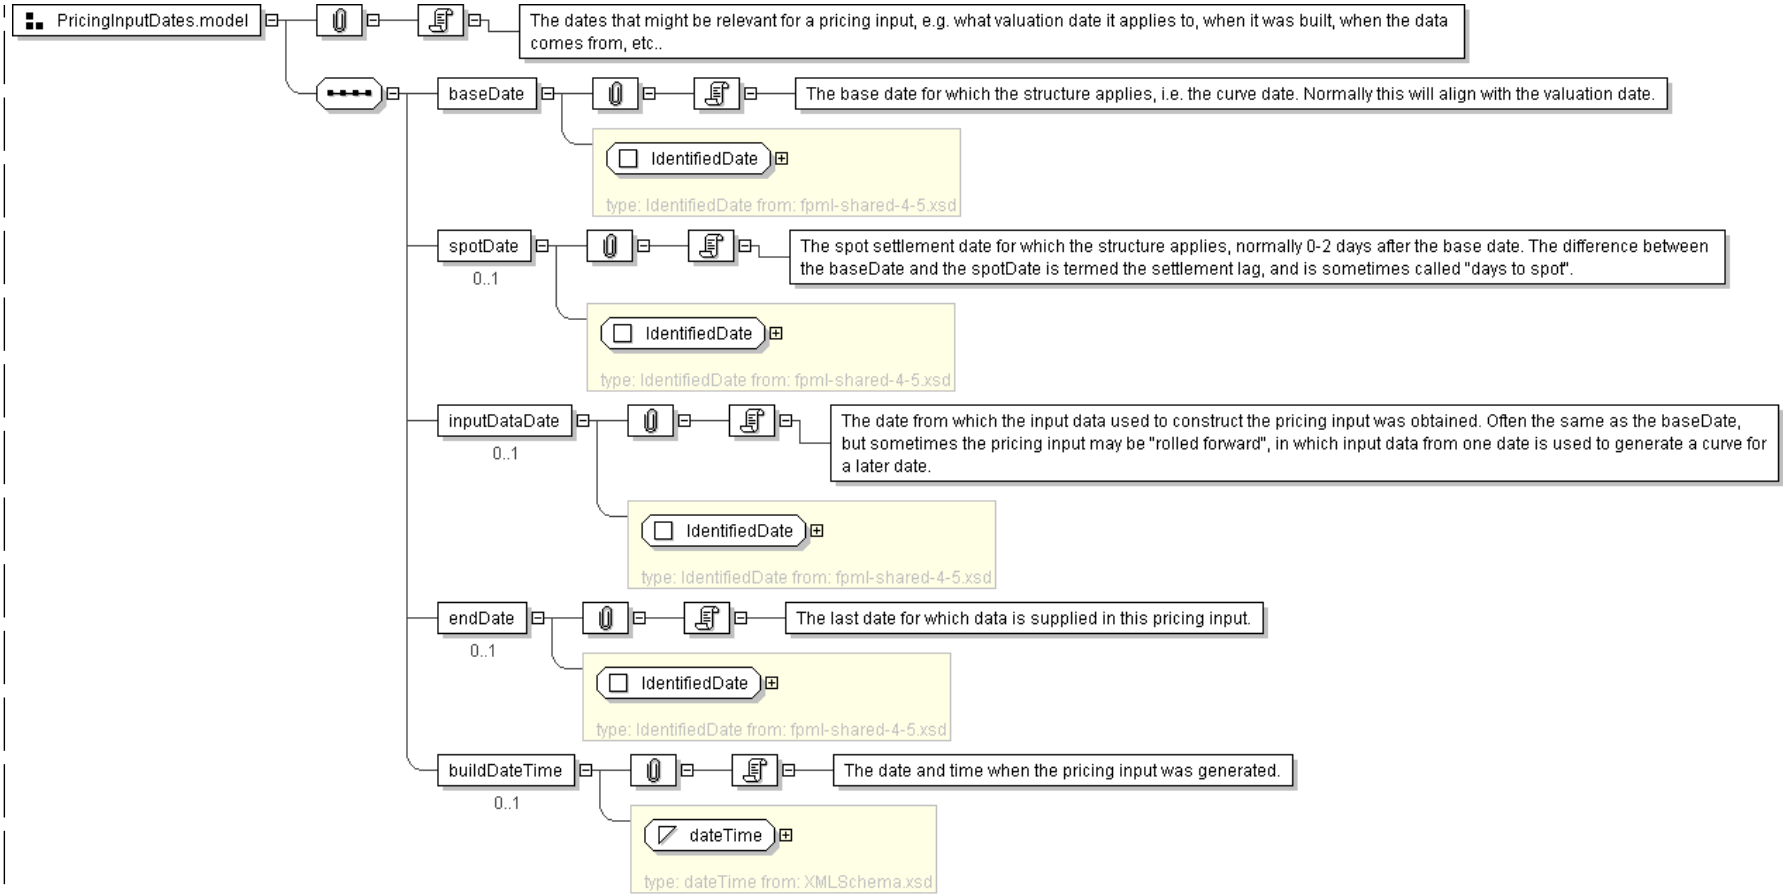 PricingInputDates.model
The dates that might be relevant for a pricing input, e.g. what valuation date it applies to, when it was built, when the data
comes from, etc..
baseDate
The base date for which the structure applies, i.e. the curve date. Normally this will align with the valuation date.
IdentifiedDate
type: IdentifiedDate from: fpml-shared-4-5.xsd
spotDate
0..1
The spot settlement date for which the structure applies, normally 0-2 days after the base date. The difference between
the baseDate and the spotDate is termed the settlement lag, and is sometimes called "days to spot".
IdentifiedDate
type: IdentifiedDate from: fpml-shared-4-5.xsd
inputDataDate
0..1
The date from which the input data used to construct the pricing input was obtained. Often the same as the baseDate,
but sometimes the pricing input may be "rolled forward", in which input data from one date is used to generate a curve for
a later date.
IdentifiedDate
type: IdentifiedDate from: fpml-shared-4-5.xsd
endDate
0..1
The last date for which data is supplied in this pricing input.
IdentifiedDate
type: IdentifiedDate from: fpml-shared-4-5.xsd
buildDateTime
0..1
The date and time when the pricing input was generated.
dateTime
type: dateTime from: XMLSchema.xsd